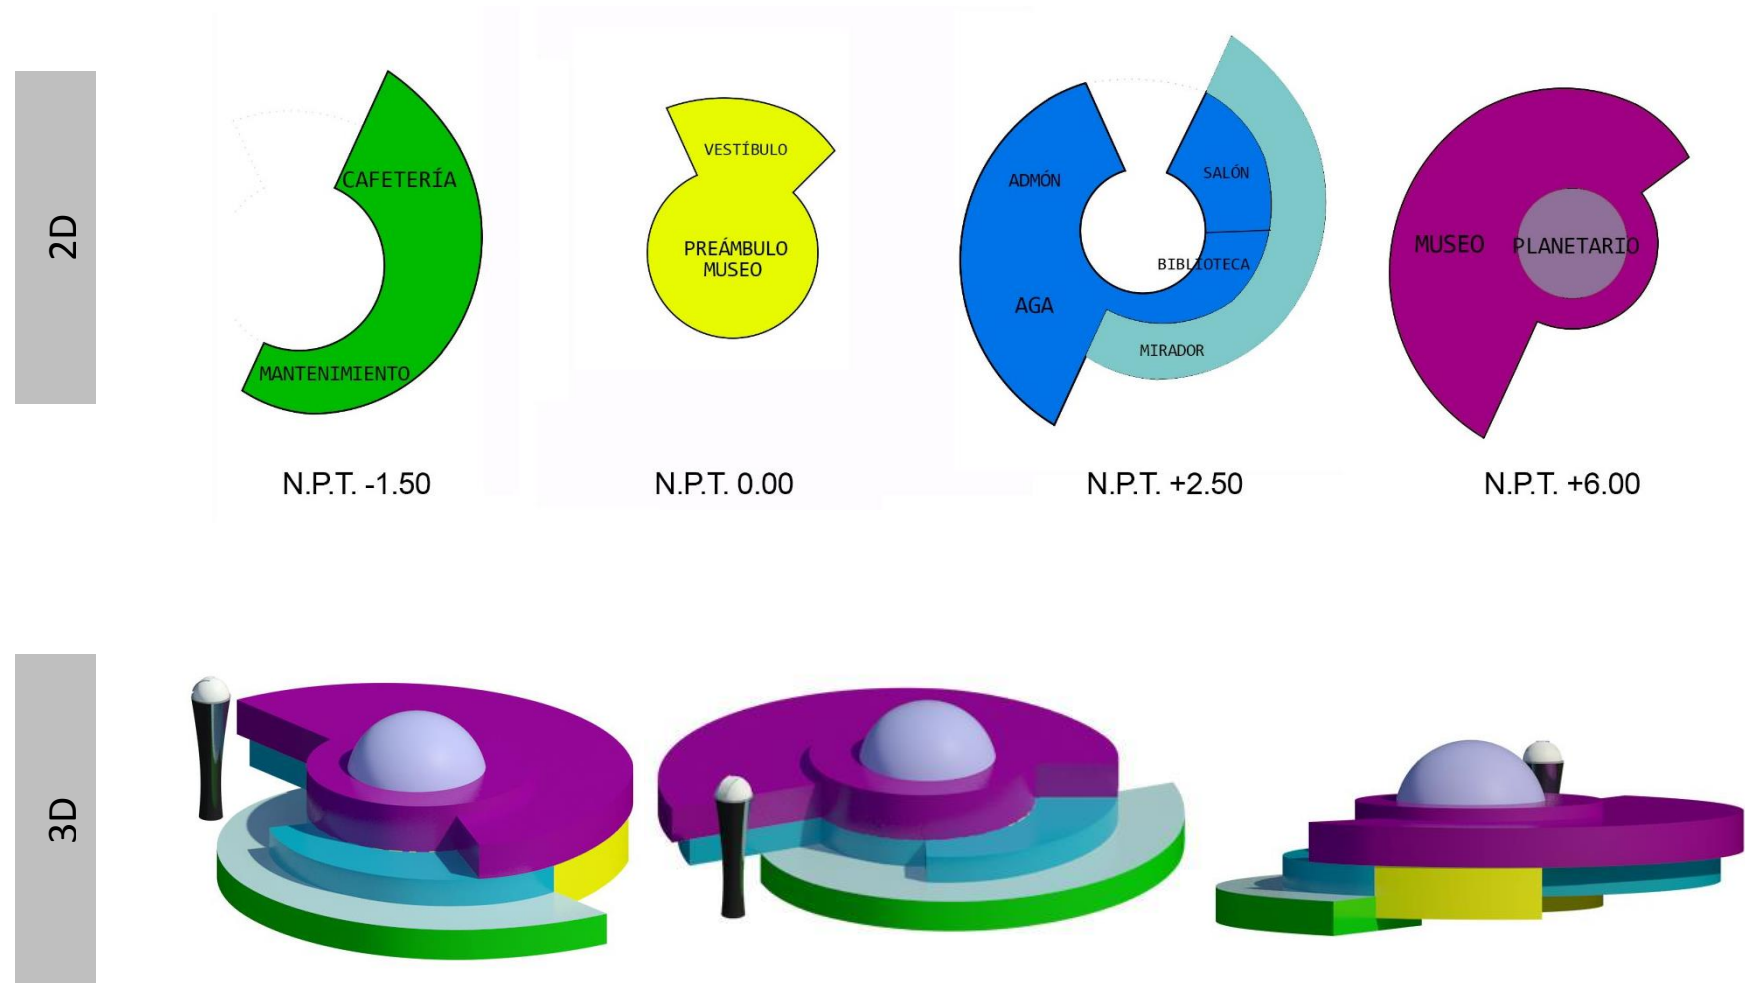 2D
CAFETERÍA
MANTENIMIENTO
N.P.T. -1.50
VESTÍBULO
PREÁMBULO
MUSEO
N.P.T. 0.00
ADMÓN
SALÓN
BIBLIOTECA
AGA
MIRADOR
N.P.T. +2.50
MUSEO
PLANETARIO
N.P.T. +6.00
3D